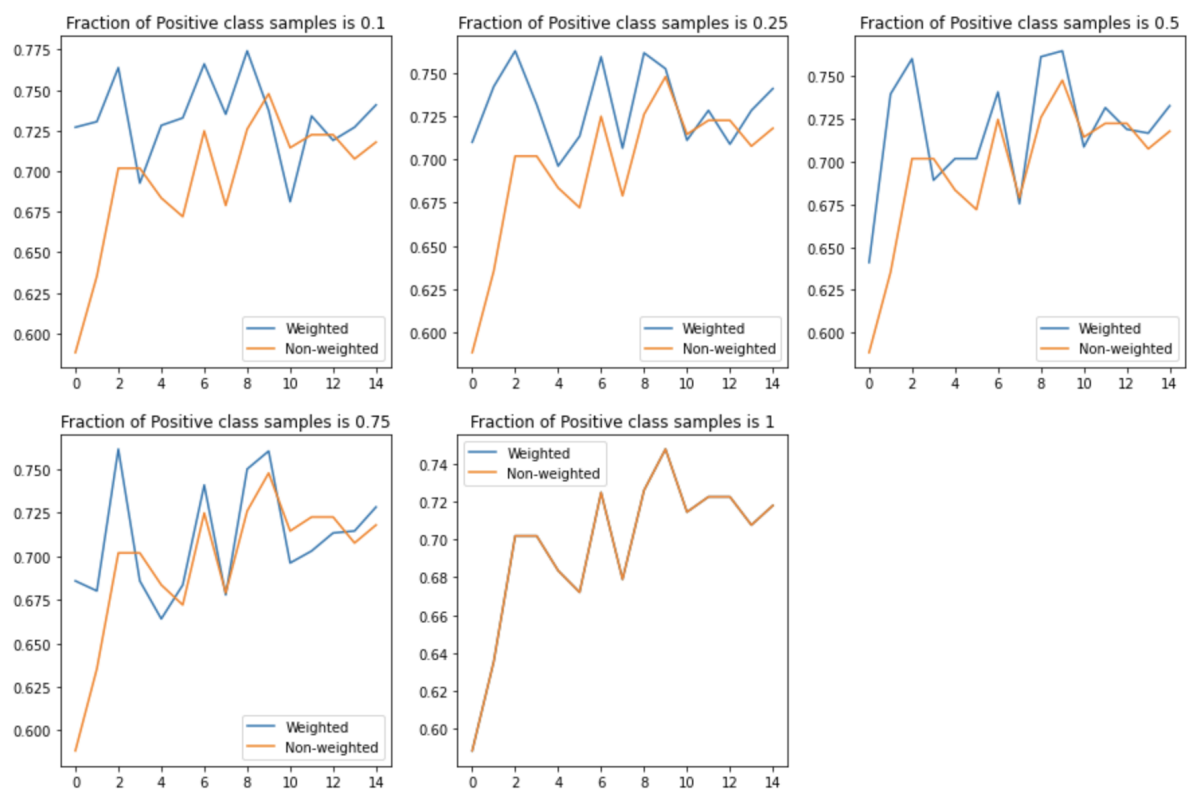 Fraction of Positive class samples is 0.1
0.775
0.750
0.725
0.700
0.675
0.650
0.625
0.600
Weighted
Non-weighted
0 2 4 6 8 10 12 14
Fraction of Positive class samples is 0.25
0.750
0.725
0.700
0.675
0.650
0.625
0.600
Weighted
Non-weighted
0 2 4 6 8 10 12 14
Fraction of Positive class samples is 0.5
0.750
0.725
0.700
0.675
0.650
0.625
0.600
Weighted
Non-weighted
0 2 4 6 8 10 12 14
Fraction of Positive class samples is 0.75
0.750
0.725
0.700
0.675
0.650
0.625
0.600
Weighted
Non-weighted
0 2 4 6 8 10 12 14
Fraction of Positive class samples is 1
Weighted
Non-weighted
0.74
0.72
0.70
0.68
0.66
0.64
0.62
0.60
0 2 4 6 8 10 12 14